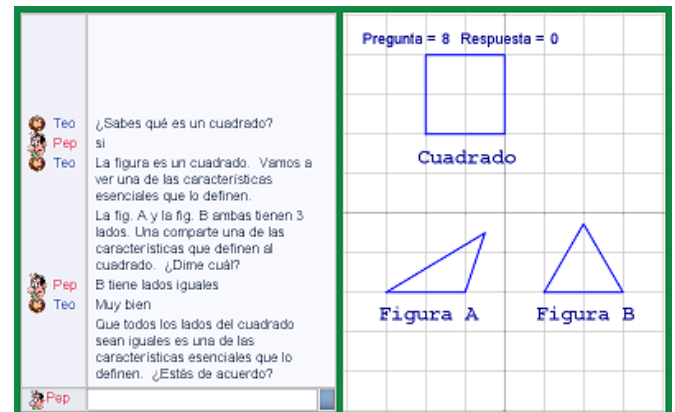 Teo ¿Sabes qué es un cuadrado?
Pep si
Teo La figura es un cuadrado. Vamos a
ver una de las características
esenciales que lo definen.
La fig. A y la fig. B ambas tienen 3
lados. Una comparte una de las
características que definen al
cuadrado. ¿Dime cuál?
Pep B tiene lados iguales
Teo Muy bien
Que todos los lados del cuadrado
sean iguales es una de las
características esenciales que lo
definen. ¿Estás de acuerdo?
Pep
Pregunta = 8 Respuesta = 0
Cuadrado
Figura A Figura B